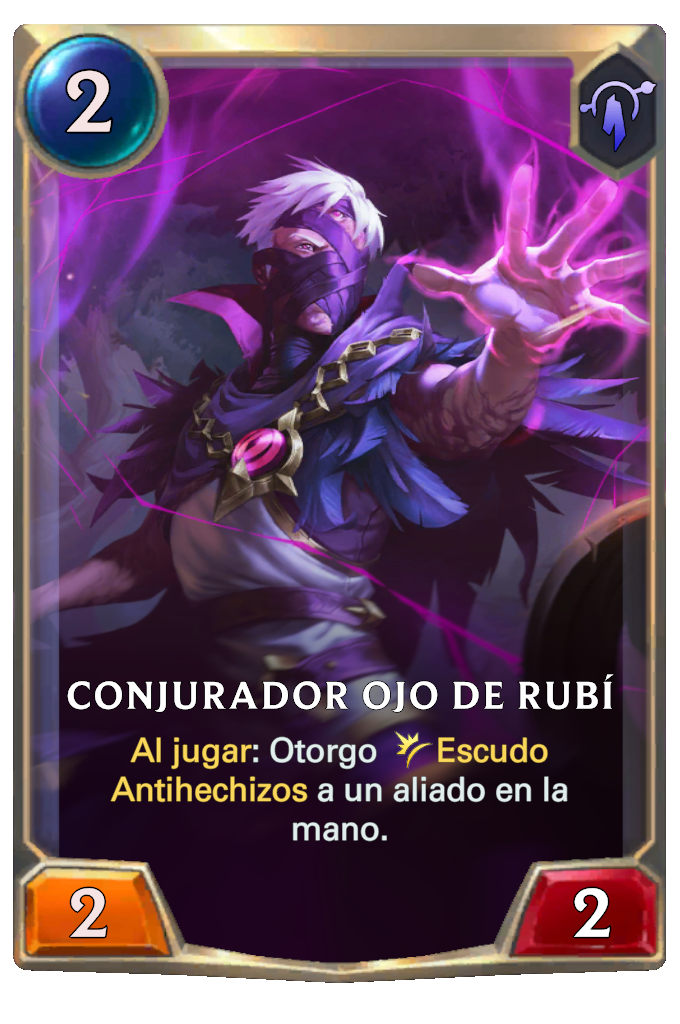 2
CONJURADOR OJO DE RUBÍ
Al jugar: Otorgo Escudo
Antihechizos a un aliado en la
mano.
2 2